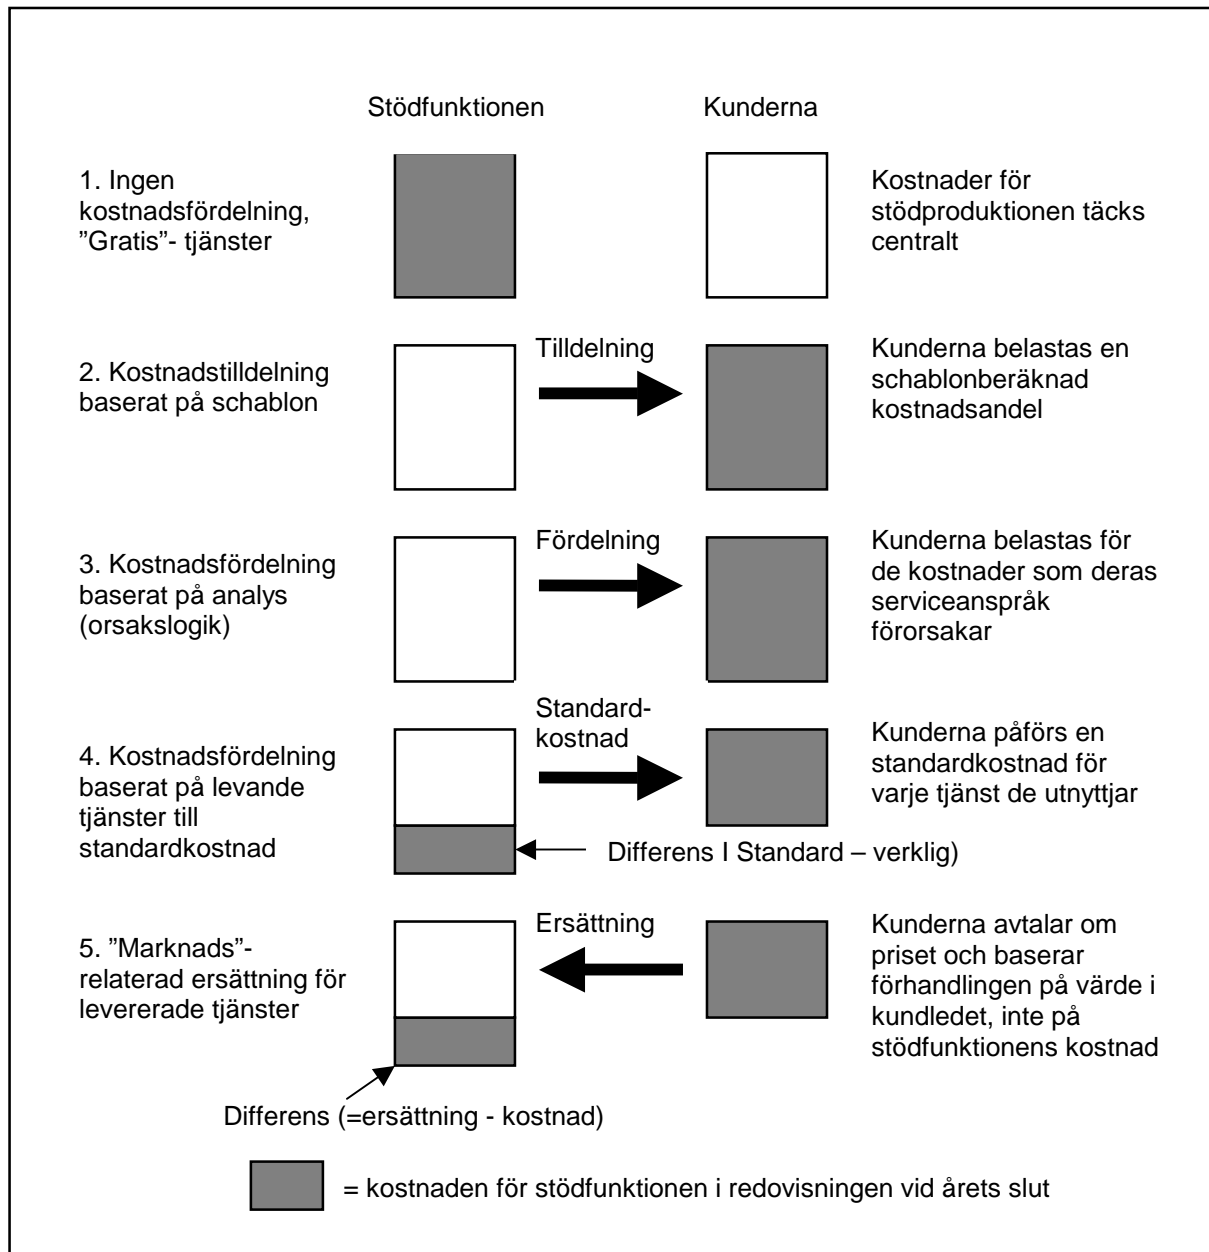 Stödfunktionen
Kunderna
1. Ingen
kostnadsfördelning,
”Gratis”- tjänster
Kostnader för
stödproduktionen täcks
centralt
2. Kostnadstilldelning
baserat på schablon
Tilldelning
Kunderna belastas en
schablonberäknad
kostnadsandel
3. Kostnadsfördelning
baserat på analys
(orsakslogik)
Fördelning
Kunderna belastas för
de kostnader som deras
serviceanspråk
förorsakar
4. Kostnadsfördelning
baserat på levande
tjänster till
standardkostnad
Standard-
kostnad
Kunderna påförs en
standardkostnad för
varje tjänst de utnyttjar
Differens I Standard – verklig)
5. ”Marknads”-
relaterad ersättning för
levererade tjänster
Ersättning
Kunderna avtalar om
priset och baserar
förhandlingen på värde i
kundledet, inte på
stödfunktionens kostnad
Differens (=ersättning - kostnad)
= kostnaden för stödfunktionen i redovisningen vid årets slut